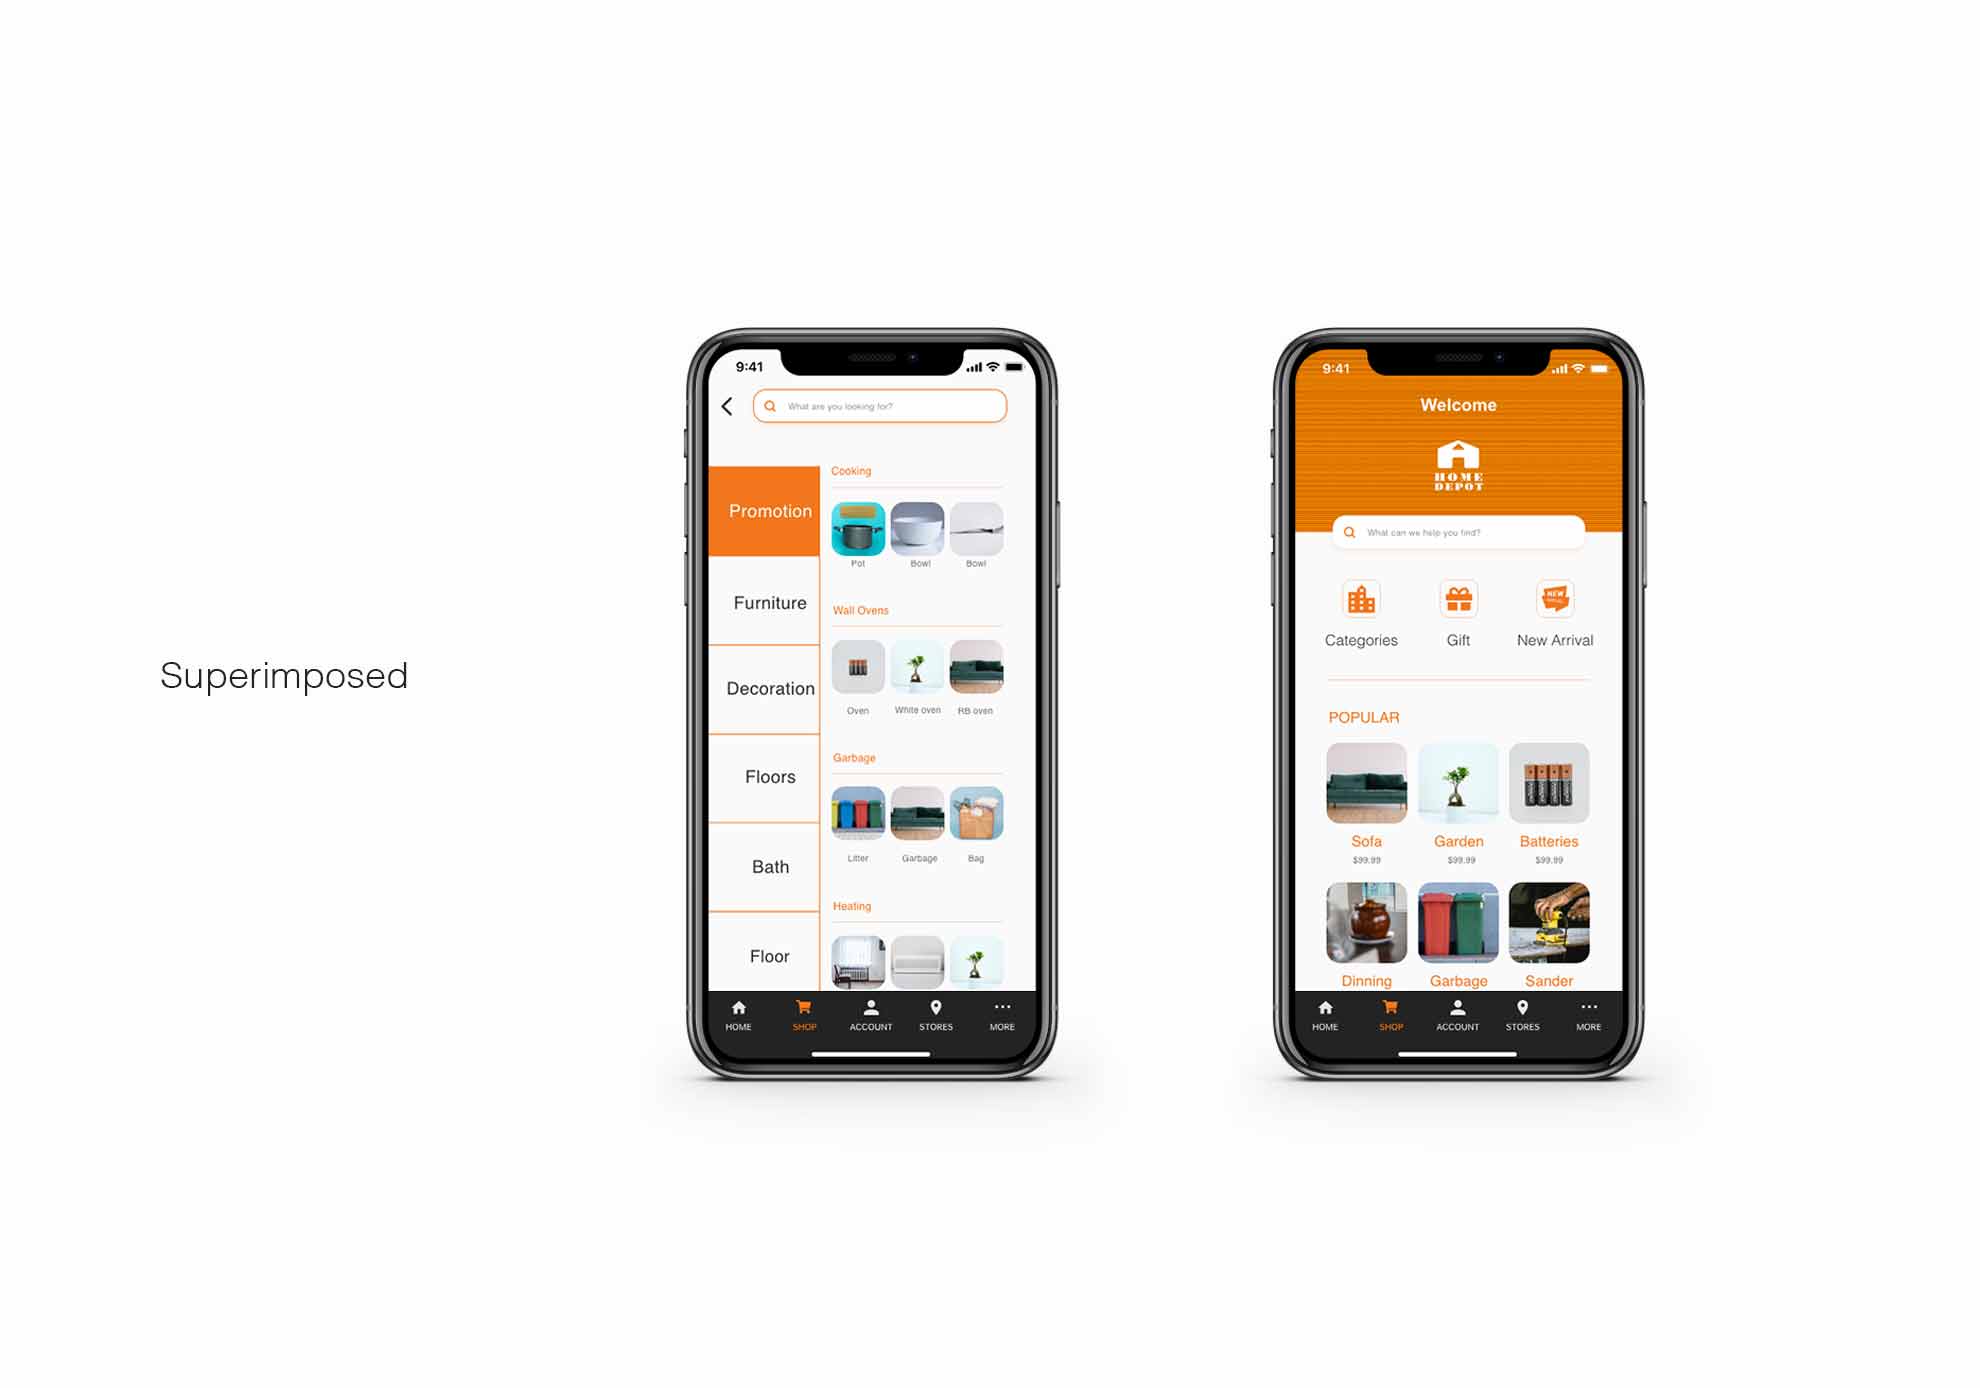 Superimposed
9:41
What are you looking for?
Promotion
Furniture
Decoration
Floors
Bath
Floor
Cooking
Pot Bowl Bowl
Wall Ovens
Oven White oven RB oven
Garbage
Litter Garbage Bag
Heating
HOME SHOP ACCOUNT STORES MORE
9:41
Welcome
HOME
DEPOT
What can we help you find?
NEW
Categories Gift New Arrival
POPULAR
Sofa Garden Batteries
$99.99 $99.99 $99.99
Dinning Garbage Sander
HOME SHOP ACCOUNT STORES MORE